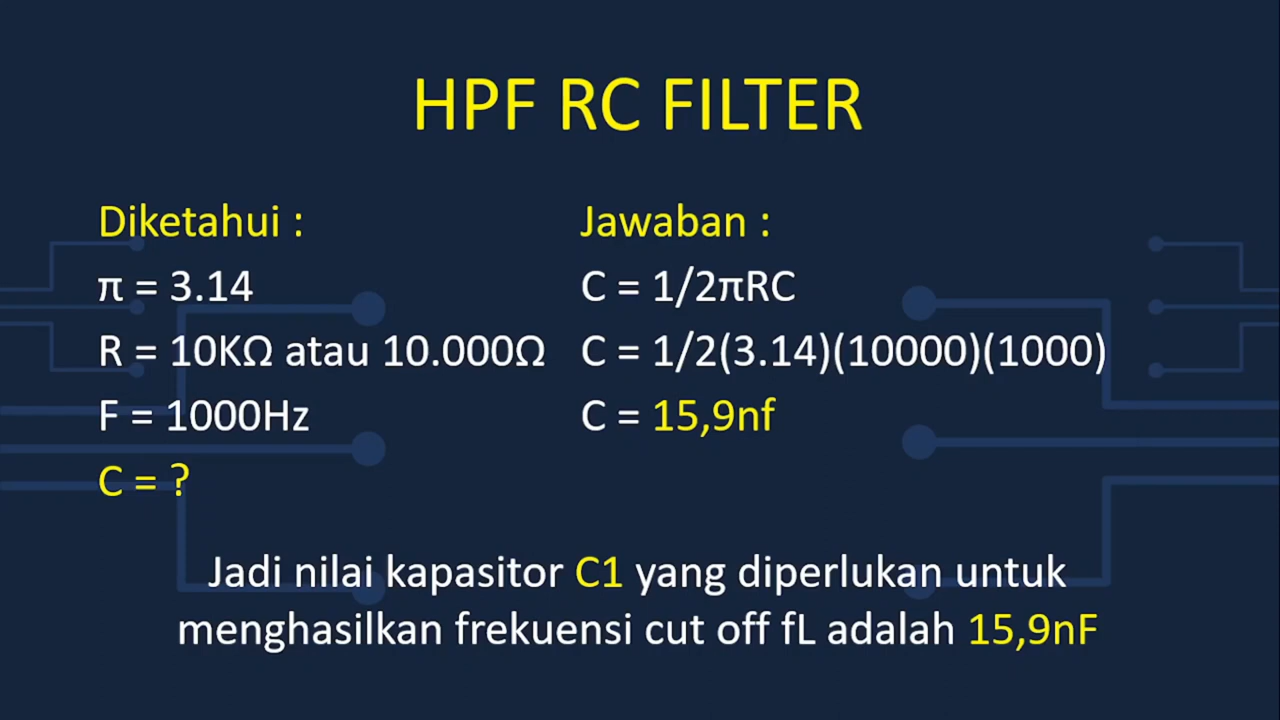 HPF RC FILTER
Diketahui :
π = 3.14
R = 10KΩ atau 10.000Ω
F = 1000Hz
C = ?
Jawaban :
C = 1/2πRC
C = 1/2(3.14)(10000)(1000)
C = 15,9nf
Jadi nilai kapasitor C1 yang diperlukan untuk
menghasilkan frekuensi cut off fL adalah 15,9nF